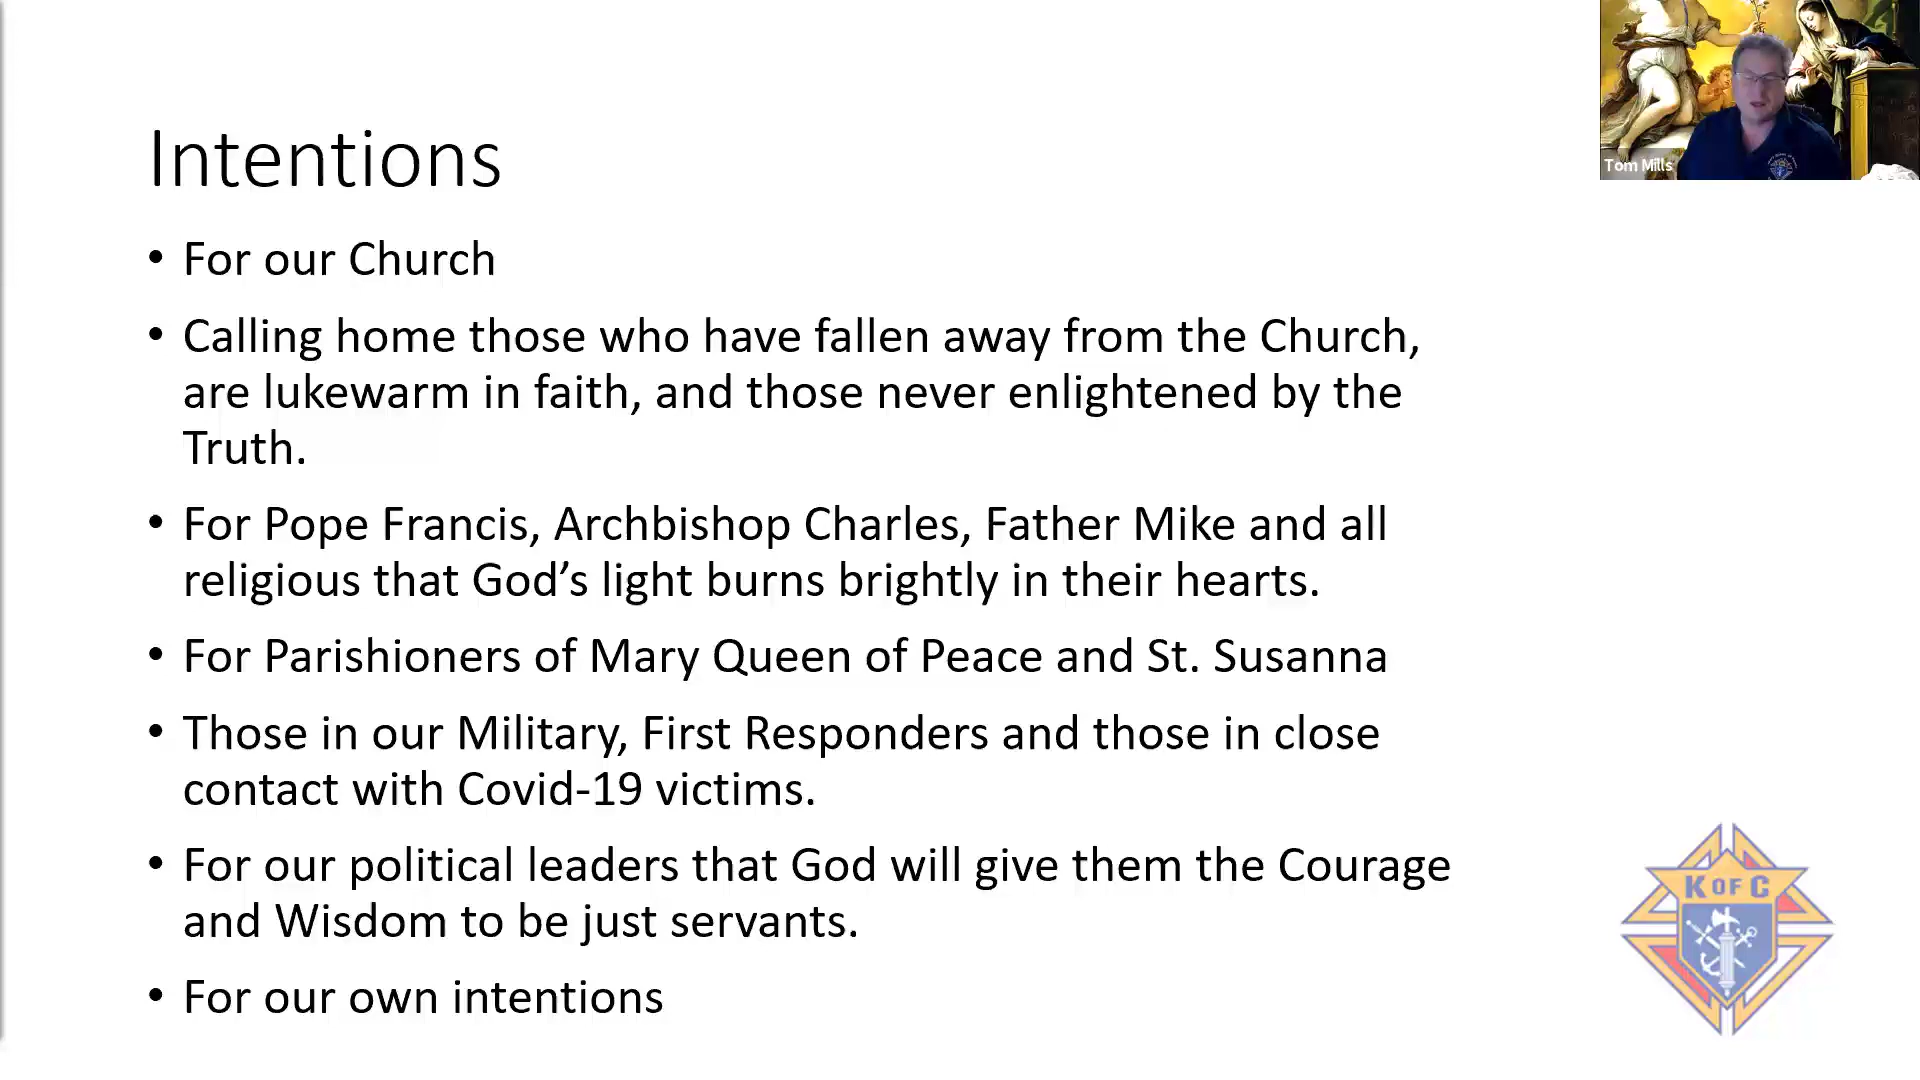 Intentions
• For our Church
• Calling home those who have fallen away from the Church,
are lukewarm in faith, and those never enlightened by the
Truth.
• For Pope Francis, Archbishop Charles, Father Mike and all
religious that God’s light burns brightly in their hearts.
• For Parishioners of Mary Queen of Peace and St. Susanna
• Those in our Military, First Responders and those in close
contact with Covid-19 victims.
• For our political leaders that God will give them the Courage
and Wisdom to be just servants.
• For our own intentions
Tom Mills
K OF C